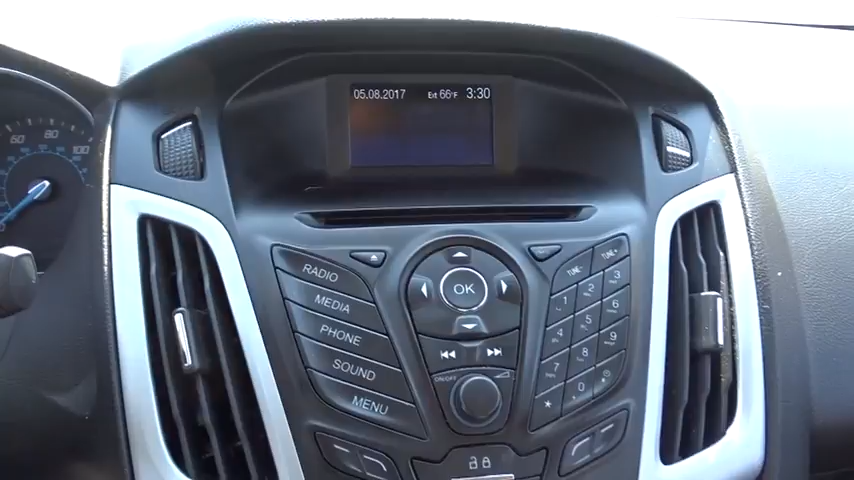 05.08.2017 Ext 66°F 3:30
60 80 100
RADIO
MEDIA
PHONE
SOUND
MENU
OK
ON/OFF
VOL
TUNE- TUNE+
1 2 3
4 5 6
7 8 9
* 0 #